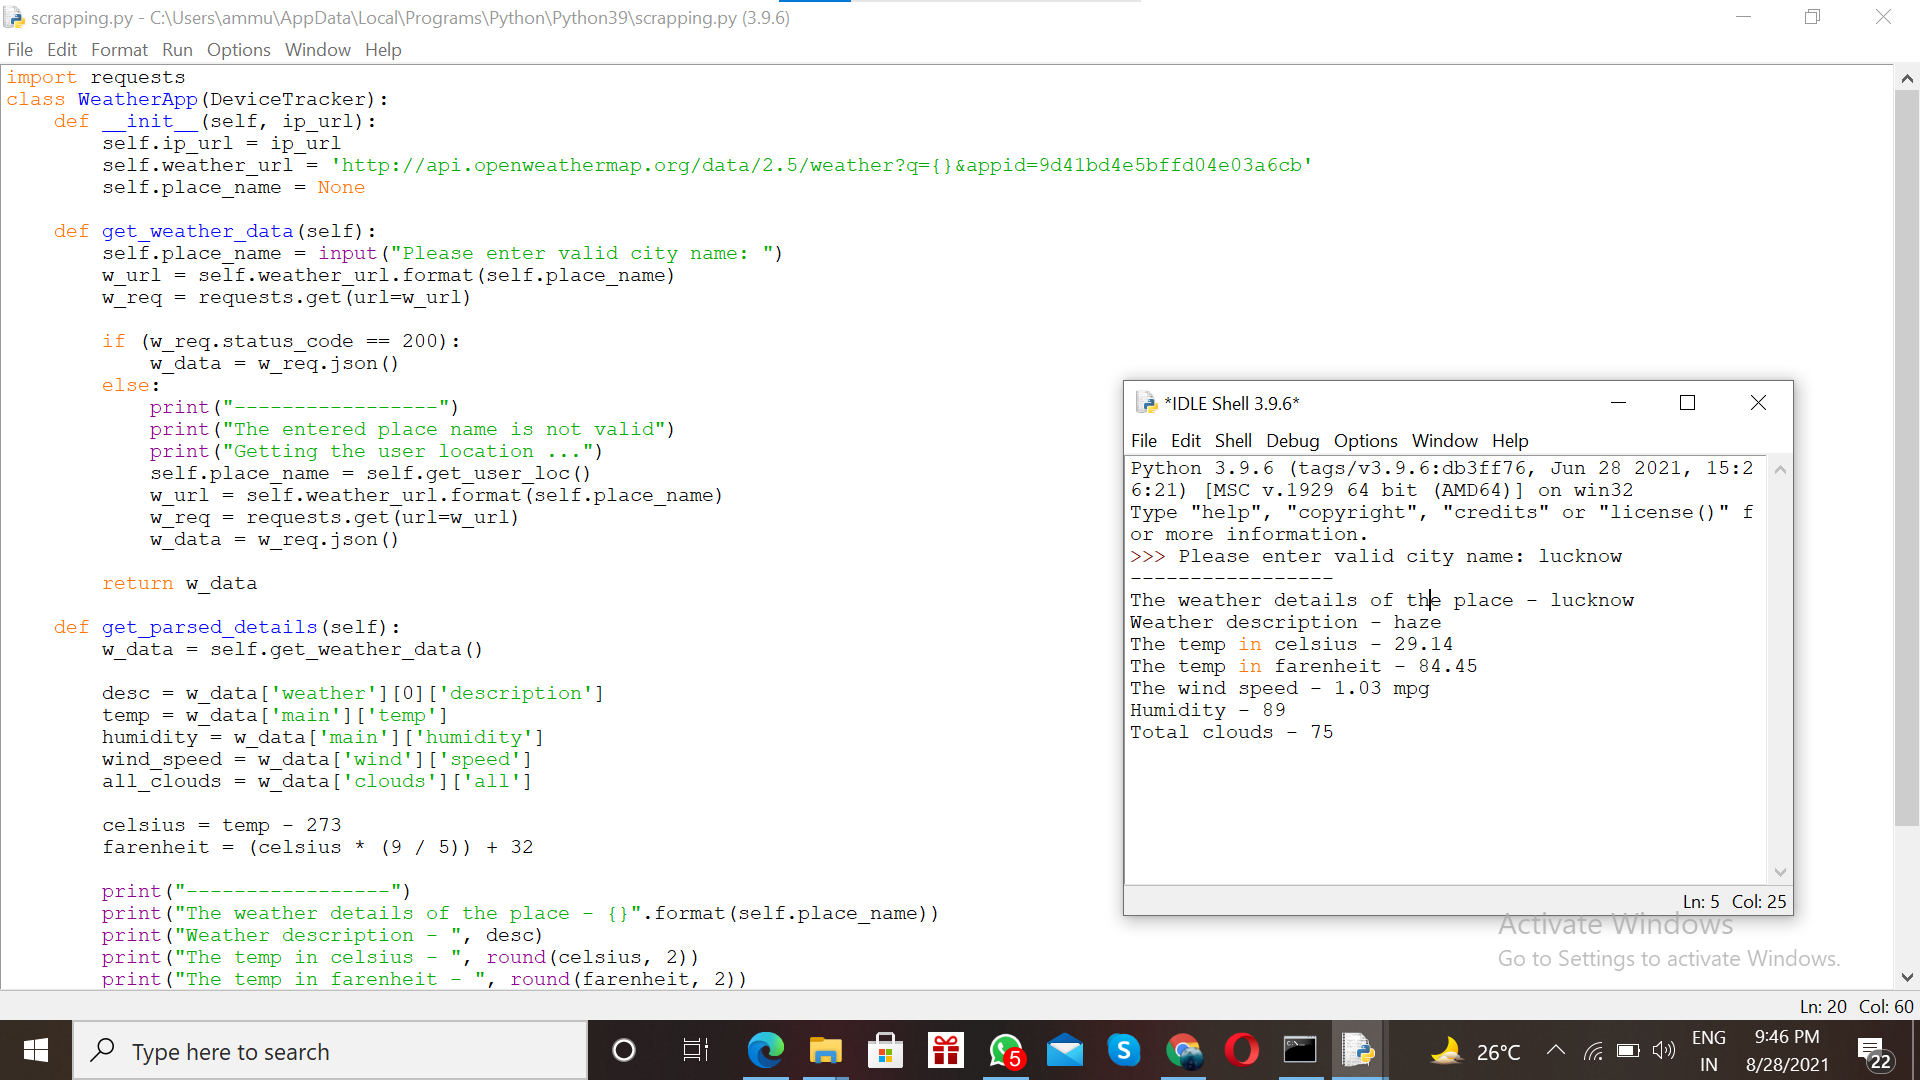 scrapping.py - C:\Users\ammu\AppData\Local\Programs\Python\Python39\scrapping.py (3.9.6)
File Edit Format Run Options Window Help
import requests
class WeatherApp(DeviceTracker):
    def __init__(self, ip_url):
        self.ip_url = ip_url
        self.weather_url = 'http://api.openweathermap.org/data/2.5/weather?q={}&appid=9d41bd4e5bffd04e03a6cb'
        self.place_name = None
    def get_weather_data(self):
        self.place_name = input("Please enter valid city name: ")
        w_url = self.weather_url.format(self.place_name)
        w_req = requests.get(url=w_url)
        if (w_req.status_code == 200):
            w_data = w_req.json()
        else:
            print("-----------------")
            print("The entered place name is not valid")
            print("Getting the user location ...")
            self.place_name = self.get_user_loc()
            w_url = self.weather_url.format(self.place_name)
            w_req = requests.get(url=w_url)
            w_data = w_req.json()
        return w_data
    def get_parsed_details(self):
        w_data = self.get_weather_data()
        desc = w_data['weather'][0]['description']
        temp = w_data['main']['temp']
        humidity = w_data['main']['humidity']
        wind_speed = w_data['wind']['speed']
        all_clouds = w_data['clouds']['all']
        celsius = temp - 273
        farenheit = (celsius * (9 / 5)) + 32
        print("-----------------")
        print("The weather details of the place - {}".format(self.place_name))
        print("Weather description - ", desc)
        print("The temp in celsius - ", round(celsius, 2))
        print("The temp in farenheit - ", round(farenheit, 2))
*IDLE Shell 3.9.6*
File Edit Shell Debug Options Window Help
Python 3.9.6 (tags/v3.9.6:db3ff76, Jun 28 2021, 15:2
6:21) [MSC v.1929 64 bit (AMD64)] on win32
Type "help", "copyright", "credits" or "license()" f
or more information.
>>> Please enter valid city name: lucknow
-----------------
The weather details of the place - lucknow
Weather description - haze
The temp in celsius - 29.14
The temp in farenheit - 84.45
The wind speed - 1.03 mpg
Humidity - 89
Total clouds - 75
Ln: 5 Col: 25
Activate Windows
Go to Settings to activate Windows.
Ln: 20 Col: 60
Type here to search
5
S
26°C
ENG
IN
9:46 PM
8/28/2021
22